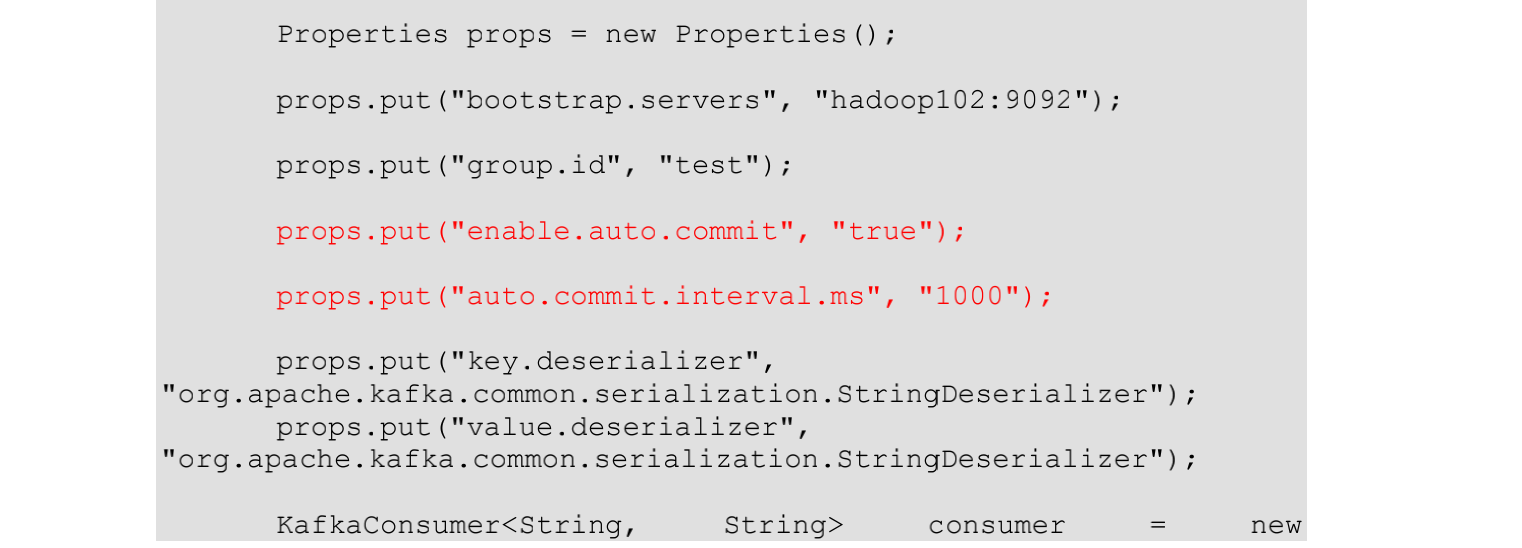 Properties props = new Properties();
props.put("bootstrap.servers", "hadoop102:9092");
props.put("group.id", "test");
props.put("enable.auto.commit", "true");
props.put("auto.commit.interval.ms", "1000");
props.put("key.deserializer",
"org.apache.kafka.common.serialization.StringDeserializer");
props.put("value.deserializer",
"org.apache.kafka.common.serialization.StringDeserializer");
KafkaConsumer<String, String> consumer = new